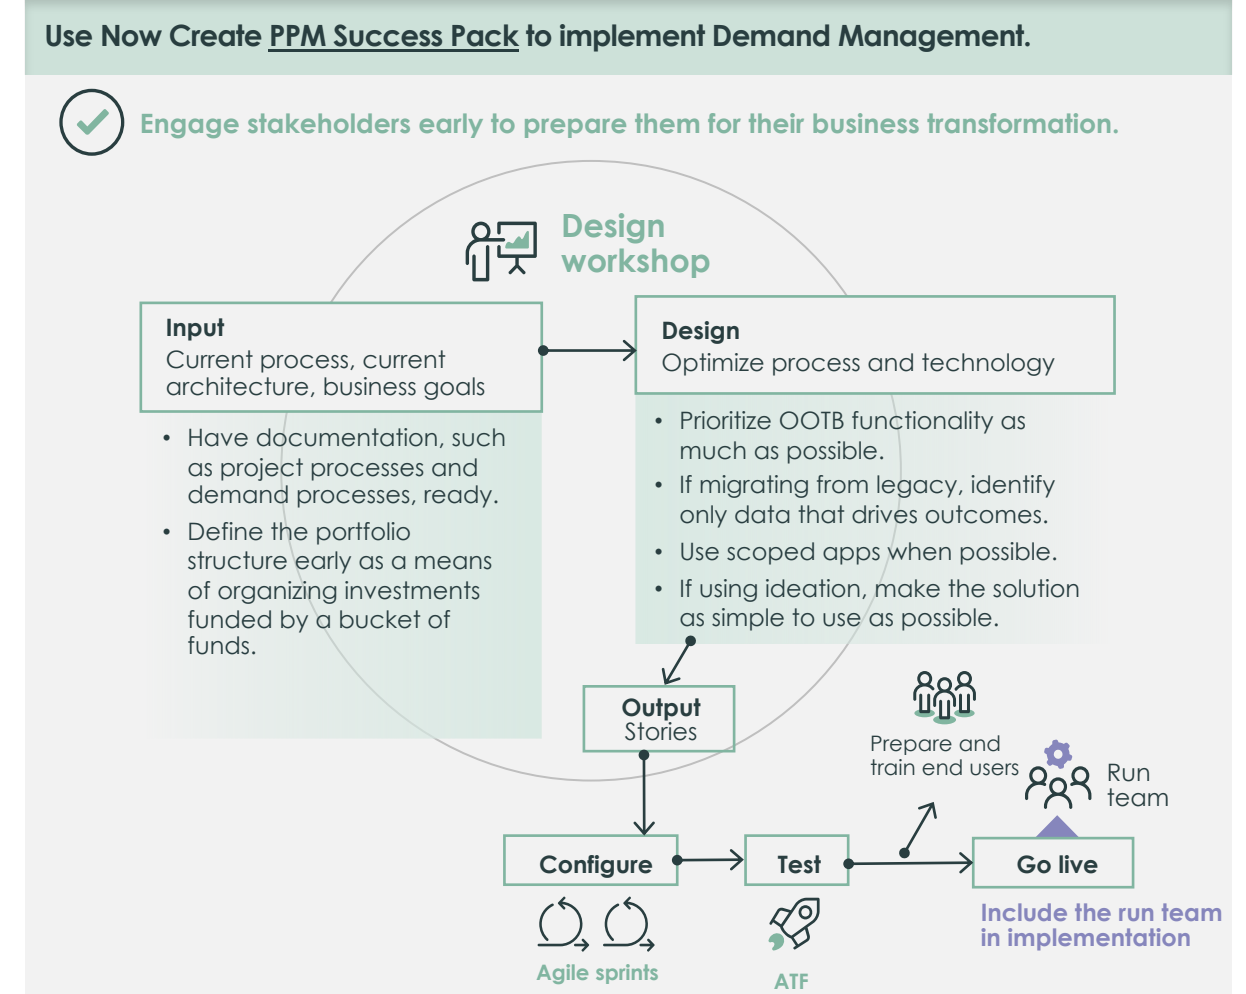 Use Now Create PPM Success Pack to implement Demand Management.
Engage stakeholders early to prepare them for their business transformation.
Design
workshop
Input
Current process, current
architecture, business goals
• Have documentation, such
as project processes and
demand processes, ready.
• Define the portfolio
structure early as a means
of organizing investments
funded by a bucket of
funds.
Design
Optimize process and technology
• Prioritize OOTB functionality as
much as possible.
• If migrating from legacy, identify
only data that drives outcomes.
• Use scoped apps when possible.
• If using ideation, make the solution
as simple to use as possible.
Output
Stories
Prepare and
train end users
Run
team
Configure
Test
Go live
Agile sprints
ATF
Include the run team
in implementation